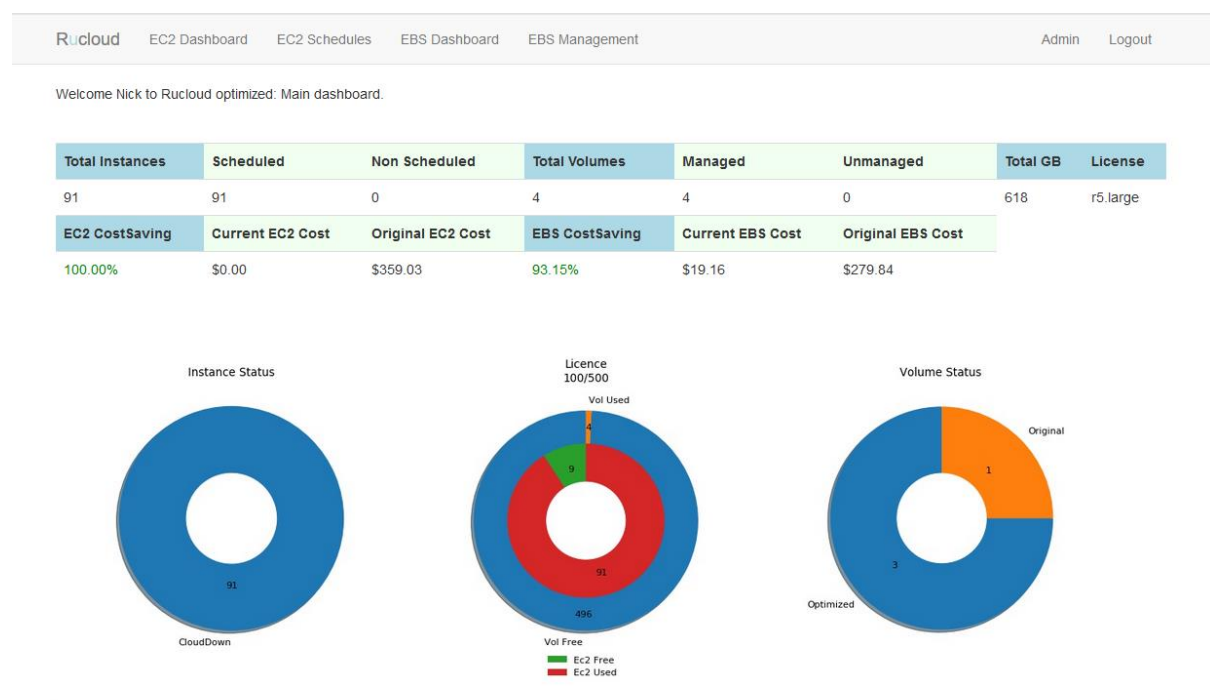 Rucloud EC2 Dashboard EC2 Schedules EBS Dashboard EBS Management Admin Logout
Welcome Nick to Rucloud optimized: Main dashboard.
Total Instances Scheduled Non Scheduled Total Volumes Managed Unmanaged Total GB License
91 91 0 4 4 0 618 r5.large
EC2 CostSaving Current EC2 Cost Original EC2 Cost EBS CostSaving Current EBS Cost Original EBS Cost
100.00% $0.00 $359.03 93.15% $19.16 $279.84
Instance Status
91
CloudDown
Licence
100/500
Vol Used
4
9
91
496
Vol Free
Ec2 Free
Ec2 Used
Volume Status
Original
1
3
Optimized